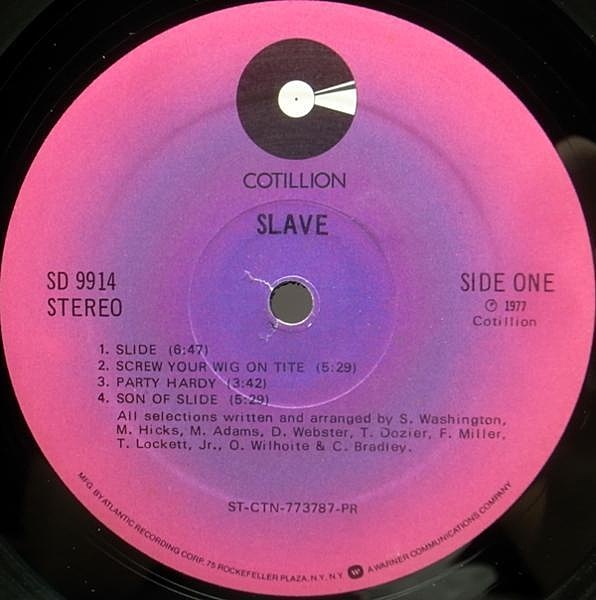 COTILLION
SLAVE
SD 9914
STEREO
SIDE ONE
℗ 1977
Cotillion
1. SLIDE (6:47)
2. SCREW YOUR WIG ON TITE (5:29)
3. PARTY HARDY (3:42)
4. SON OF SLIDE (5:29)
All selections written and arranged by S. Washington,
M. Hicks, M. Adams, D. Webster, T. Dozier, F. Miller,
T. Lockett, Jr., O. Wilhoite & C. Bradley.
ST-CTN-773787-PR
MFG. BY ATLANTIC RECORDING CORP. 75 ROCKEFELLER PLAZA, N.Y. N.Y. W A WARNER COMMUNICATIONS COMPANY